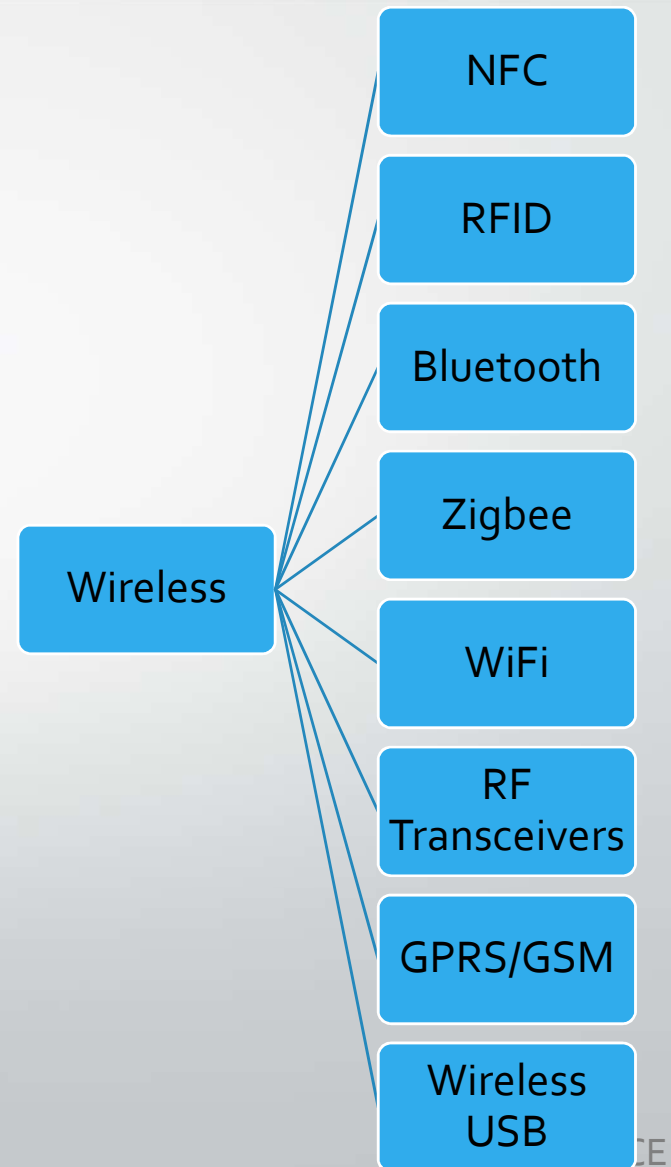 NFC
RFID
Bluetooth
Zigbee
Wireless
WiFi
RF
Transceivers
GPRS/GSM
Wireless
USB